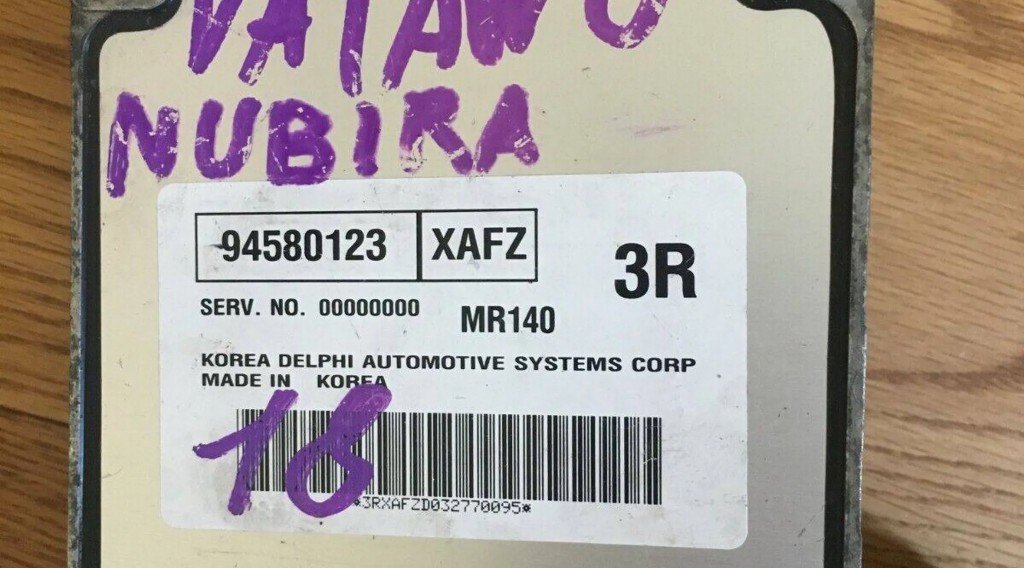 NUBIRA
94580123 XAFZ
3R
SERV. NO. 00000000
MR140
KOREA DELPHI AUTOMOTIVE SYSTEMS CORP
MADE IN KOREA
18
*3RXAFZD032770095*